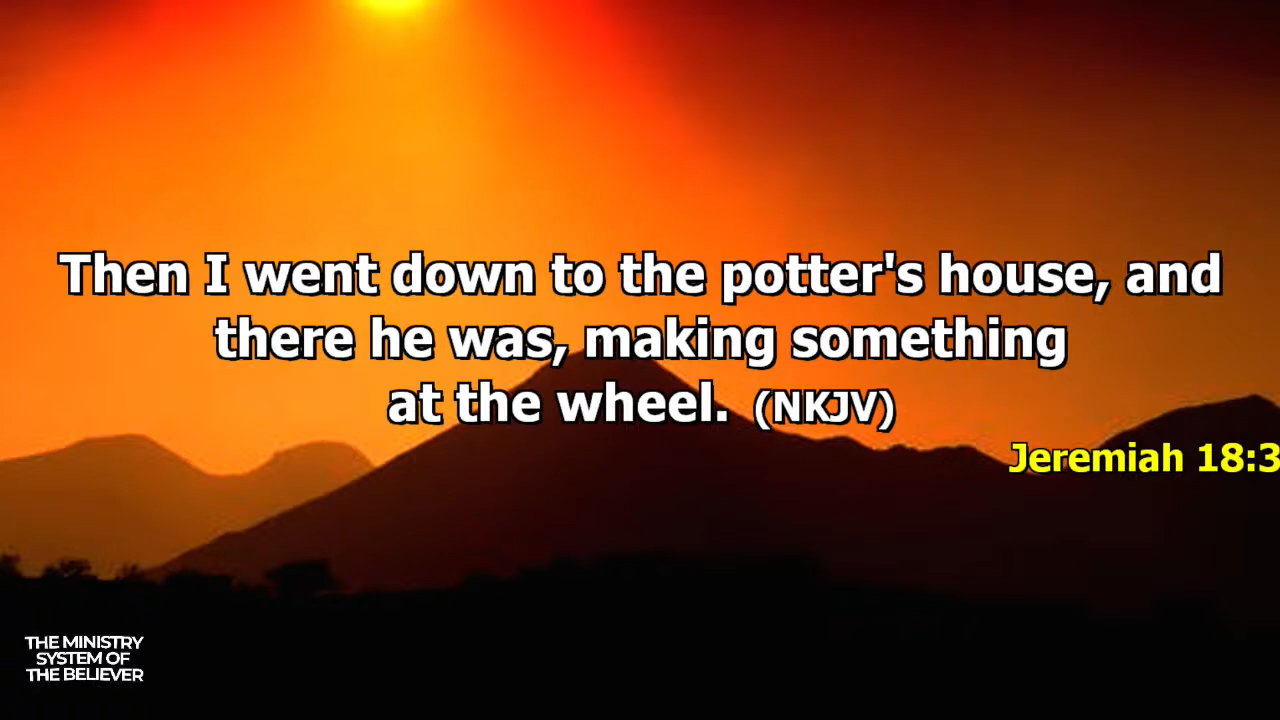 Then I went down to the potter's house, and
there he was, making something
at the wheel. (NKJV)
Jeremiah 18:3
THE MINISTRY
SYSTEM OF
THE BELIEVER